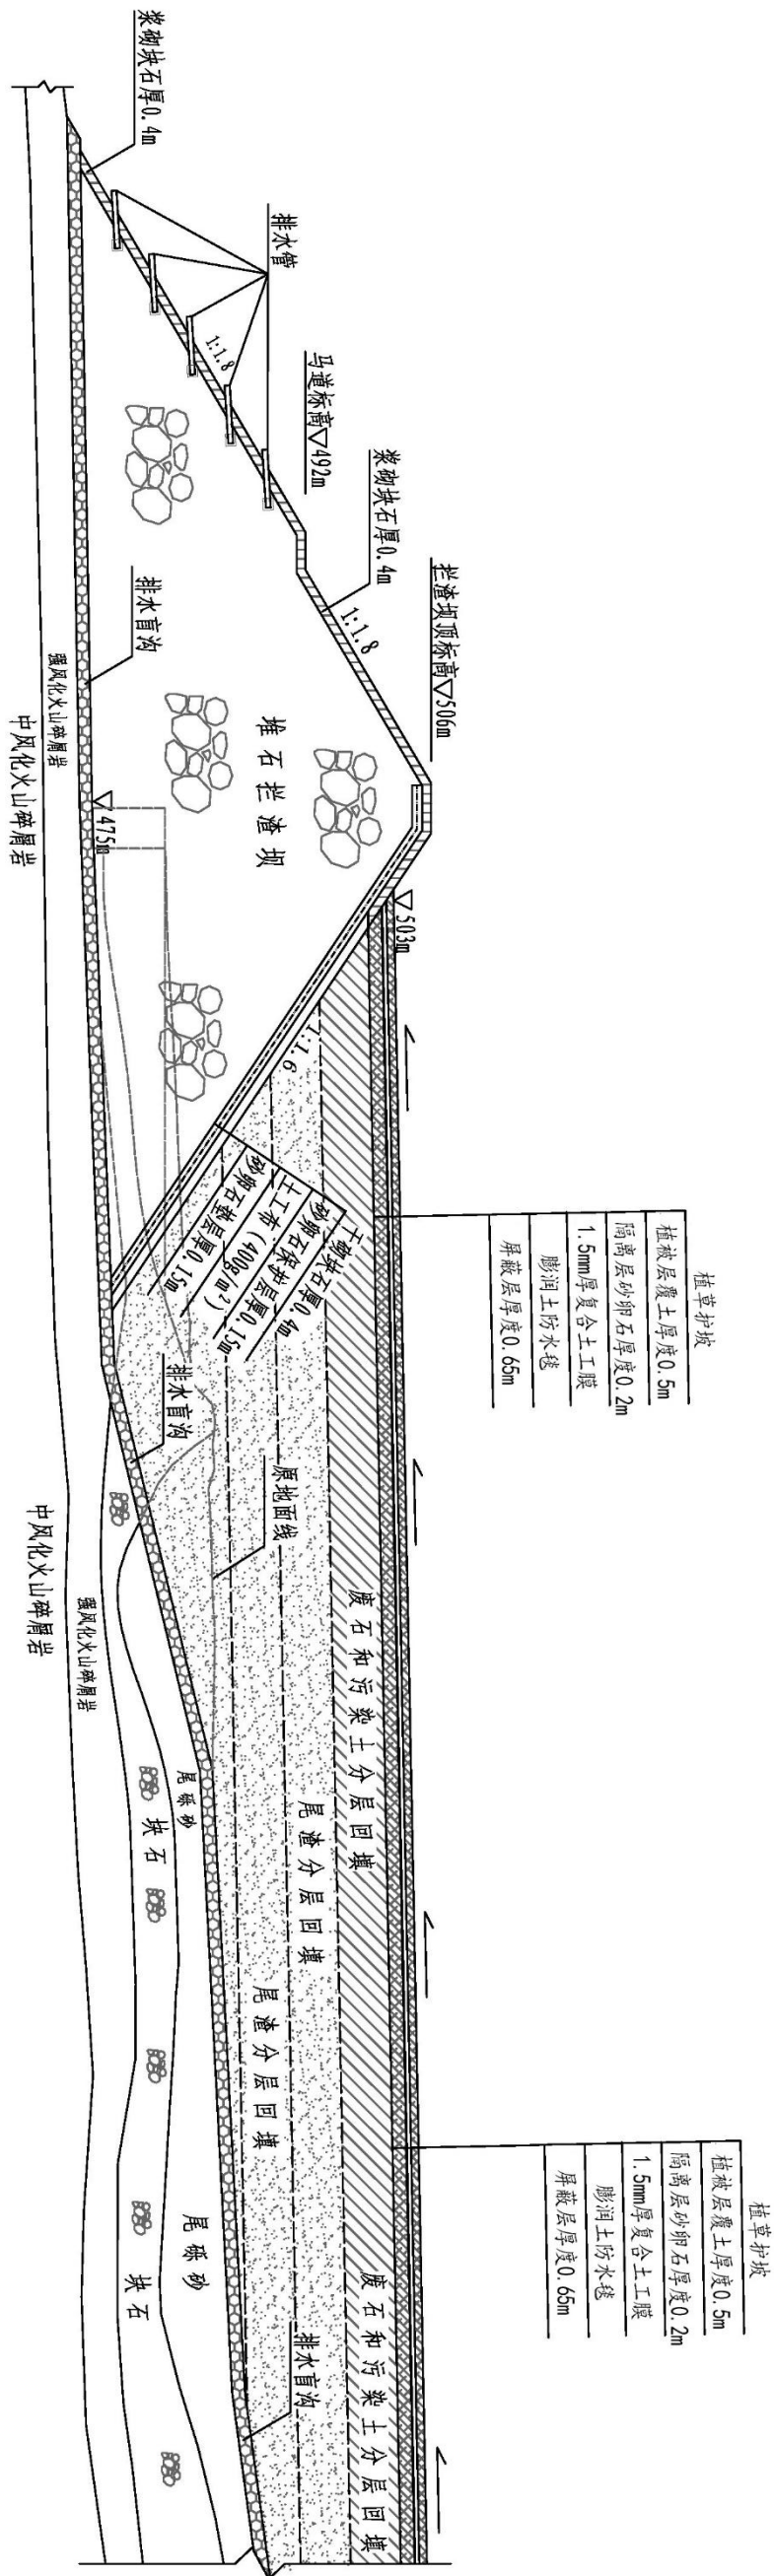 浆砌块石厚0.4m
排水管
1:1.8
马道标高▽492m
浆砌块石厚0.4m
1:1.8
拦渣坝顶标高▽506m
▽503m
堆石拦渣坝
排水盲沟
强风化火山碎屑岩
中风化火山碎屑岩
▽475m
1:1.6
干砌块石厚0.4m
砂卵石保护层厚0.15m
土工布（400g/m²）
砂卵石垫层厚0.15m
植草护坡
植被层覆土厚度0.5m
隔离层砂卵石厚度0.2m
1.5mm厚复合土工膜
膨润土防水毯
屏蔽层厚度0.65m
排水盲沟
原地面线
废石和污染土分层回填
尾渣分层回填
尾渣分层回填
中风化火山碎屑岩
强风化火山碎屑岩
尾砾砂
块石
植草护坡
植被层覆土厚度0.5m
隔离层砂卵石厚度0.2m
1.5mm厚复合土工膜
膨润土防水毯
屏蔽层厚度0.65m
尾砾砂
块石
排水盲沟
废石和污染土分层回填